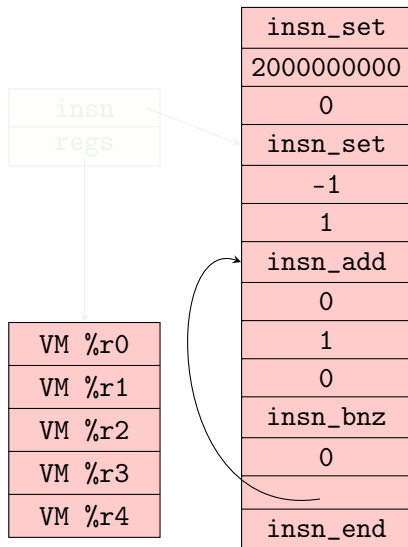 insn
regs
VM %r0
VM %r1
VM %r2
VM %r3
VM %r4
insn_set
2000000000
0
insn_set
-1
1
insn_add
0
1
0
insn_bnz
0
insn_end